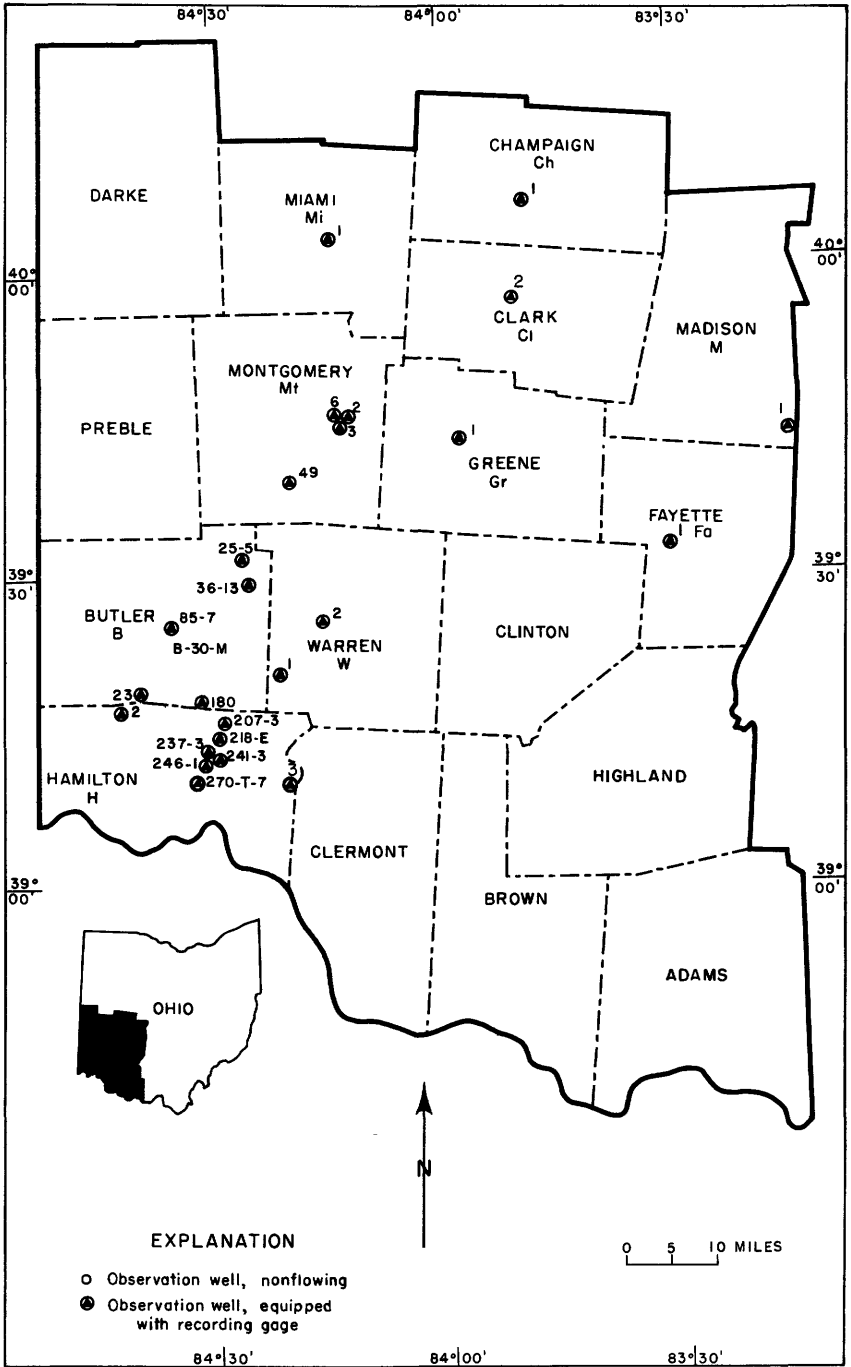 84°30'
84°00'
83°30'
CHAMPAIGN
Ch
1
DARKE
MIAMI
Mi
1
40°
00'
40°
00'
2
CLARK
Cl
MADISON
M
MONTGOMERY
Mt
6
2
3
1
PREBLE
1
GREENE
Gr
49
FAYETTE
1 Fa
25-5
39°
30'
39°
30'
36-13
BUTLER
B
85-7
B-30-M
2
WARREN
W
CLINTON
1
23
180
2
207-3
218-E
237-3
241-3
246-1
270-T-7
3
HAMILTON
H
HIGHLAND
CLERMONT
39°
00'
39°
00'
BROWN
ADAMS
OHIO
N
EXPLANATION
0 5 10 MILES
Observation well, nonflowing
Observation well, equipped
with recording gage
84°30'
84°00'
83°30'